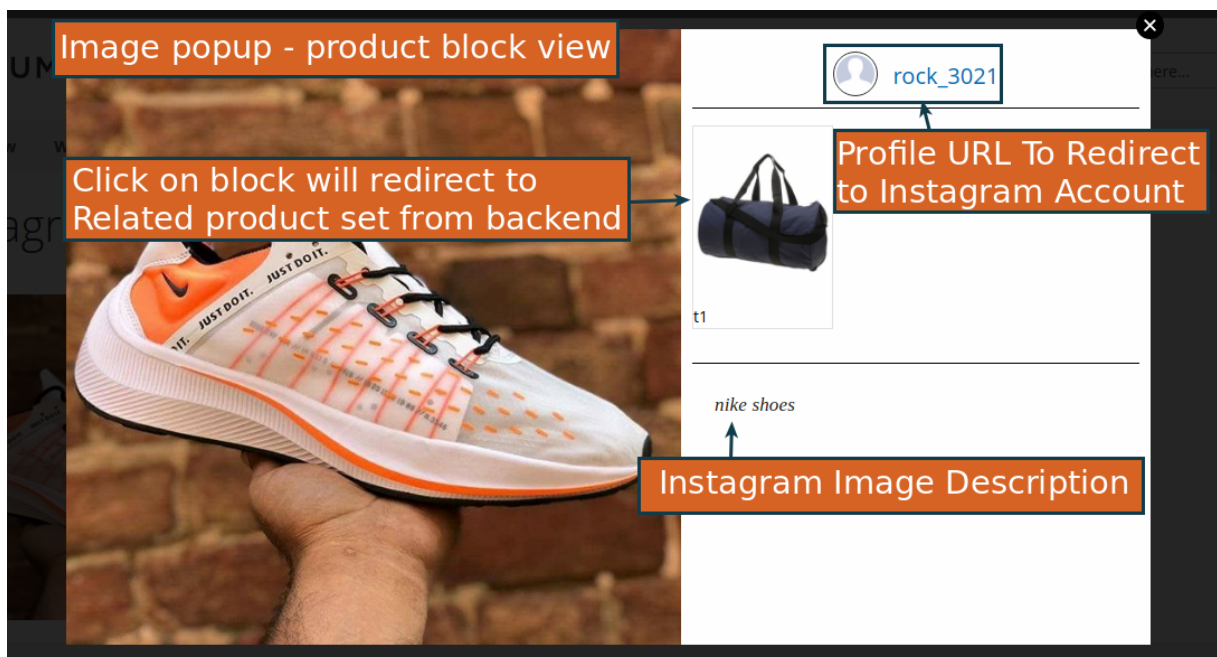 Image popup - product block view
rock_3021
Profile URL To Redirect
to Instagram Account
Click on block will redirect to
Related product set from backend
t1
JUST DO IT.
JUST DO IT.
IT.
nike shoes
Instagram Image Description